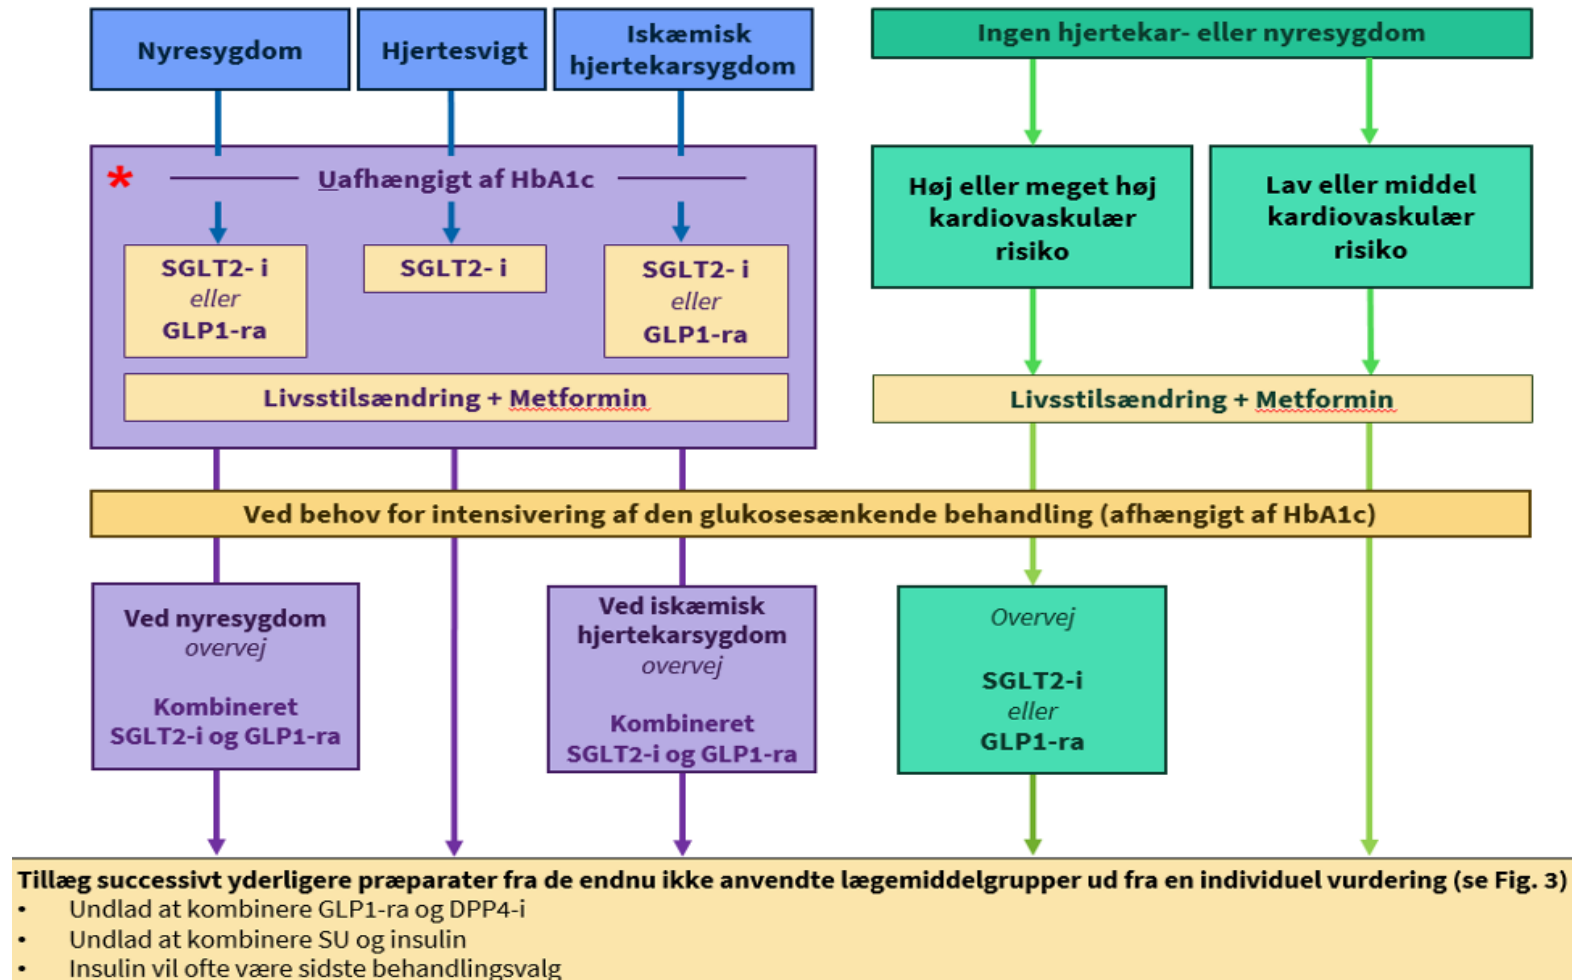 Nyresygdom
Hjertesvigt
Iskæmisk
hjertekarsygdom
Ingen hjertekar- eller nyresygdom
*
Uafhængigt af HbA1c
SGLT2- i
eller
GLP1-ra
SGLT2- i
SGLT2- i
eller
GLP1-ra
Livsstilsændring + Metformin
Høj eller meget høj
kardiovaskulær
risiko
Lav eller middel
kardiovaskulær
risiko
Livsstilsændring + Metformin
Ved behov for intensivering af den glukosesænkende behandling (afhængigt af HbA1c)
Ved nyresygdom
overvej
Kombineret
SGLT2-i og GLP1-ra
Ved iskæmisk
hjertekarsygdom
overvej
Kombineret
SGLT2-i og GLP1-ra
Overvej
SGLT2-i
eller
GLP1-ra
Tillæg successivt yderligere præparater fra de endnu ikke anvendte lægemiddelgrupper ud fra en individuel vurdering (se Fig. 3)
• Undlad at kombinere GLP1-ra og DPP4-i
• Undlad at kombinere SU og insulin
• Insulin vil ofte være sidste behandlingsvalg